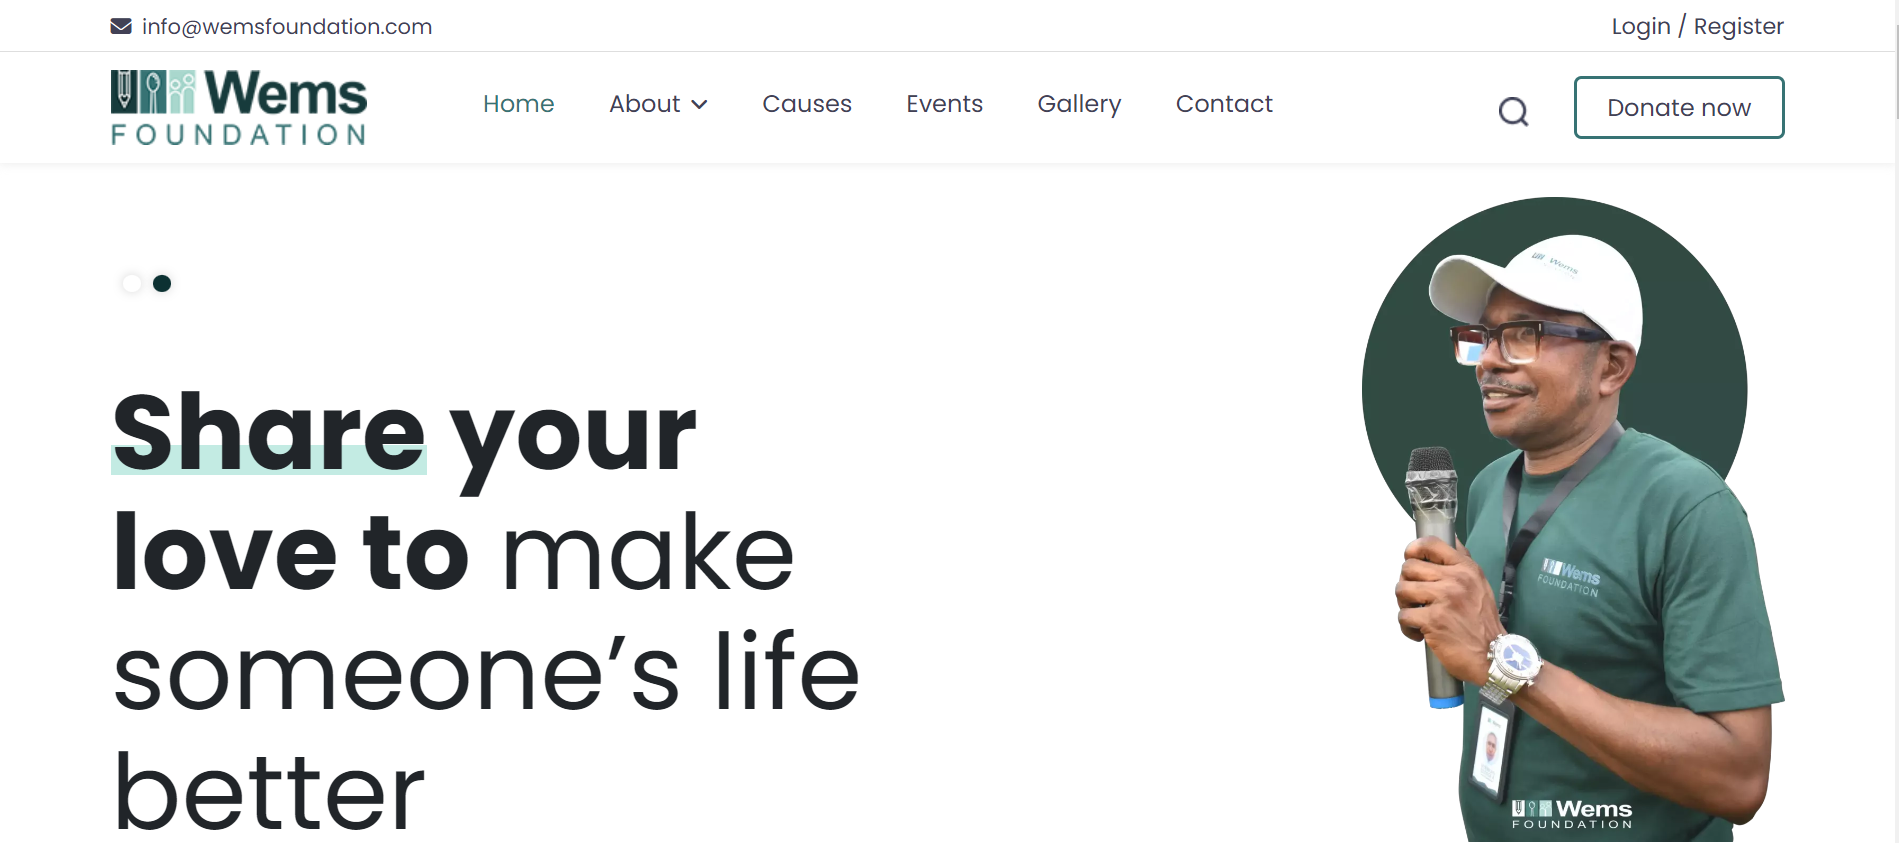 info@wemsfoundation.com
Login / Register
Wems
FOUNDATION
Home
About
Causes
Events
Gallery
Contact
Donate now
Share your
love to make
someone’s life
better
Wems
Wems
FOUNDATION
Wems
FOUNDATION